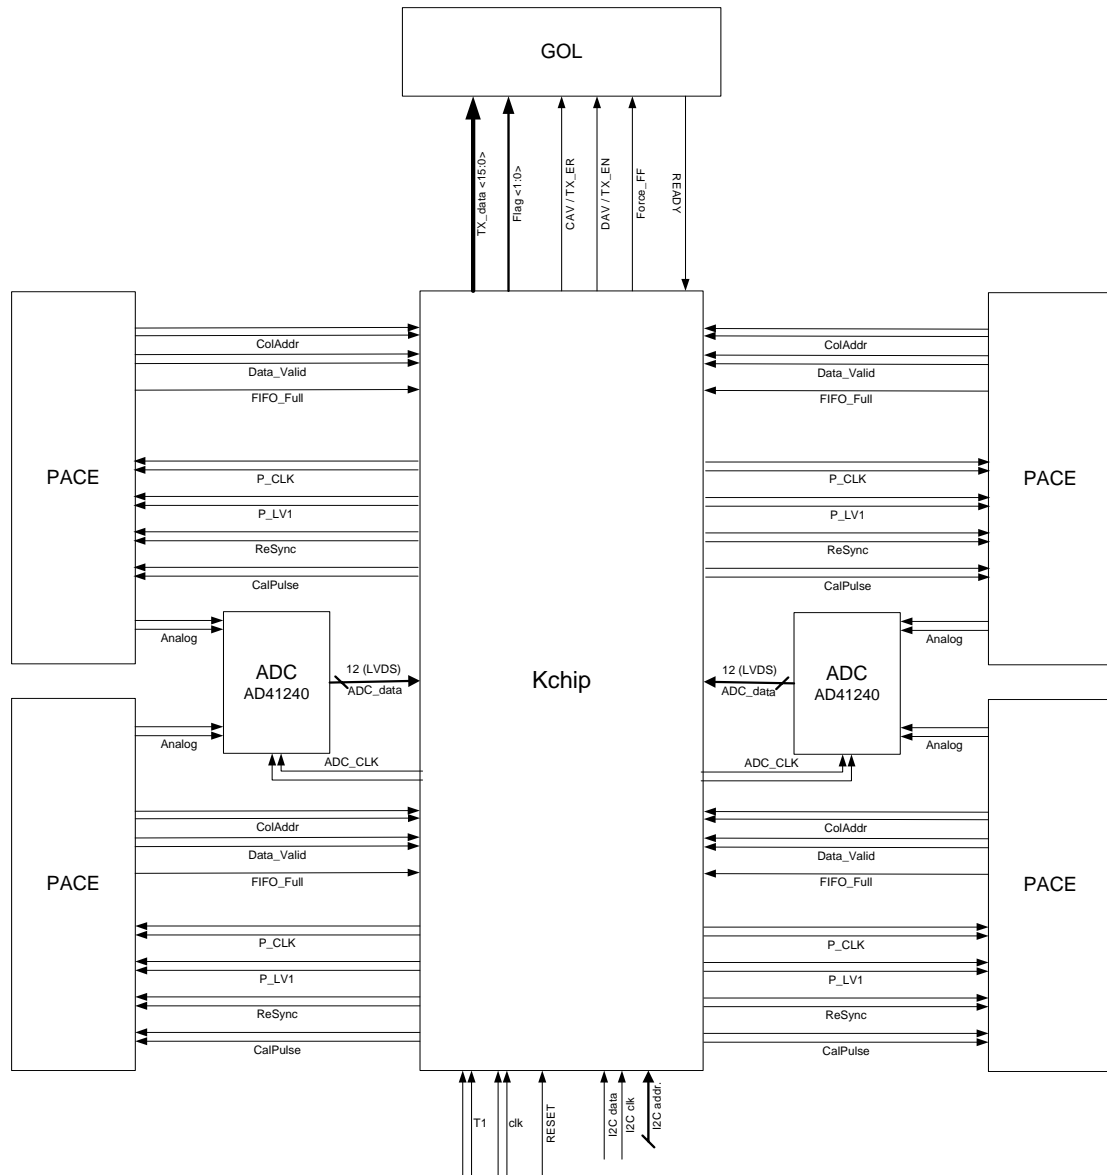 GOL
TX_data <15:0>
Flag <1:0>
CAV / TX_ER
DAV / TX_EN
Force_FF
READY
PACE
ColAddr
Data_Valid
FIFO_Full
P_CLK
P_LV1
ReSync
CalPulse
Analog
ADC
AD41240
12 (LVDS)
ADC_data
Analog
ADC_CLK
PACE
ColAddr
Data_Valid
FIFO_Full
P_CLK
P_LV1
ReSync
CalPulse
Kchip
PACE
ColAddr
Data_Valid
FIFO_Full
P_CLK
P_LV1
ReSync
CalPulse
Analog
ADC
AD41240
12 (LVDS)
ADC_data
Analog
ADC_CLK
PACE
ColAddr
Data_Valid
FIFO_Full
P_CLK
P_LV1
ReSync
CalPulse
T1
clk
RESET
I2C data
I2C clk
I2C addr.